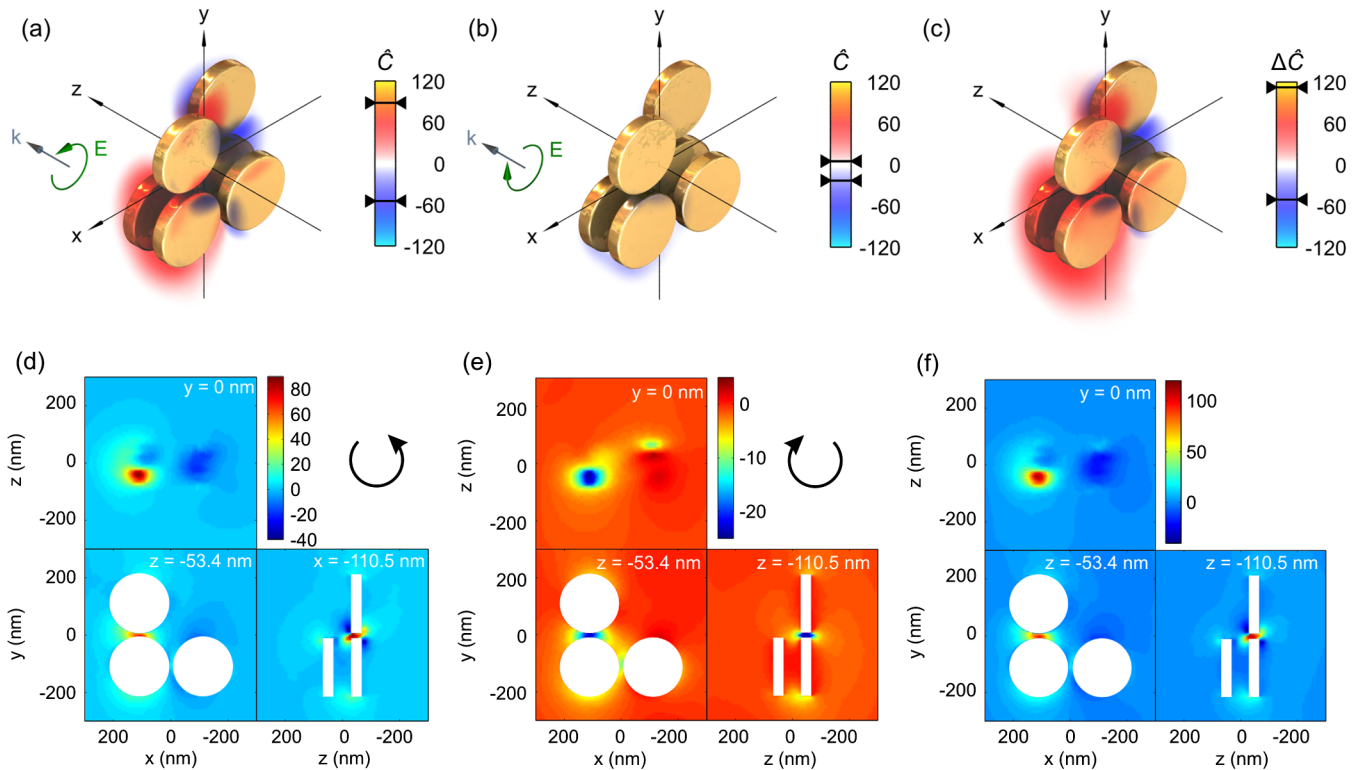 (a)
y
z
k
E
x
Ĉ
120
60
0
-60
-120
(b)
y
z
k
E
x
Ĉ
120
60
0
-60
-120
(c)
y
z
x
ΔĈ
120
60
0
-60
-120
(d)
y = 0 nm
z (nm)
200
0
-200
80
60
40
20
0
-20
-40
z = -53.4 nm
x = -110.5 nm
y (nm)
200
0
-200
200 0 -200
x (nm)
200 0 -200
z (nm)
(e)
y = 0 nm
z (nm)
200
0
-200
0
-10
-20
z = -53.4 nm
z = -110.5 nm
y (nm)
200
0
-200
200 0 -200
x (nm)
200 0 -200
z (nm)
(f)
y = 0 nm
z (nm)
200
0
-200
100
50
0
z = -53.4 nm
z = -110.5 nm
y (nm)
200
0
-200
200 0 -200
x (nm)
200 0 -200
z (nm)